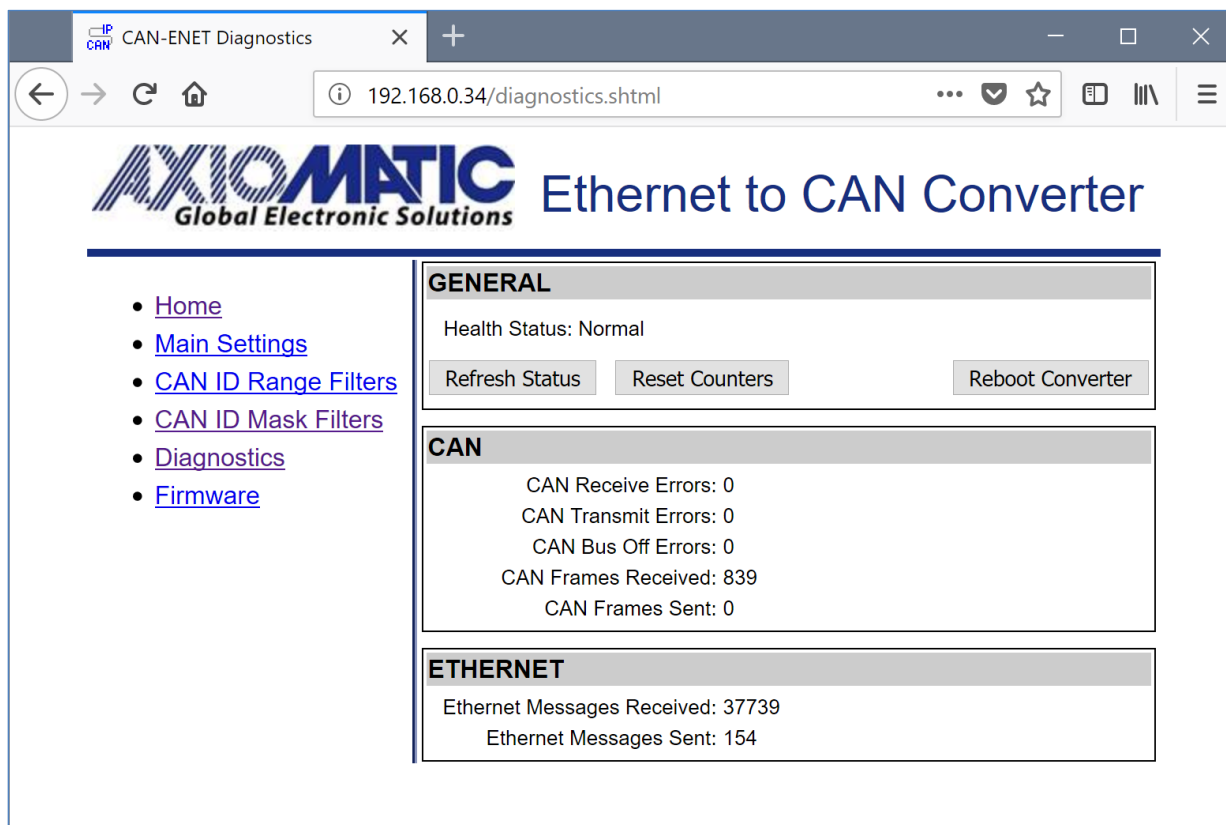 IP
CAN
CAN-ENET Diagnostics
192.168.0.34/diagnostics.shtml
AXIOMATIC
Global Electronic Solutions
Ethernet to CAN Converter
Home
Main Settings
CAN ID Range Filters
CAN ID Mask Filters
Diagnostics
Firmware
GENERAL
Health Status: Normal
Refresh Status Reset Counters Reboot Converter
CAN
CAN Receive Errors: 0
CAN Transmit Errors: 0
CAN Bus Off Errors: 0
CAN Frames Received: 839
CAN Frames Sent: 0
ETHERNET
Ethernet Messages Received: 37739
Ethernet Messages Sent: 154